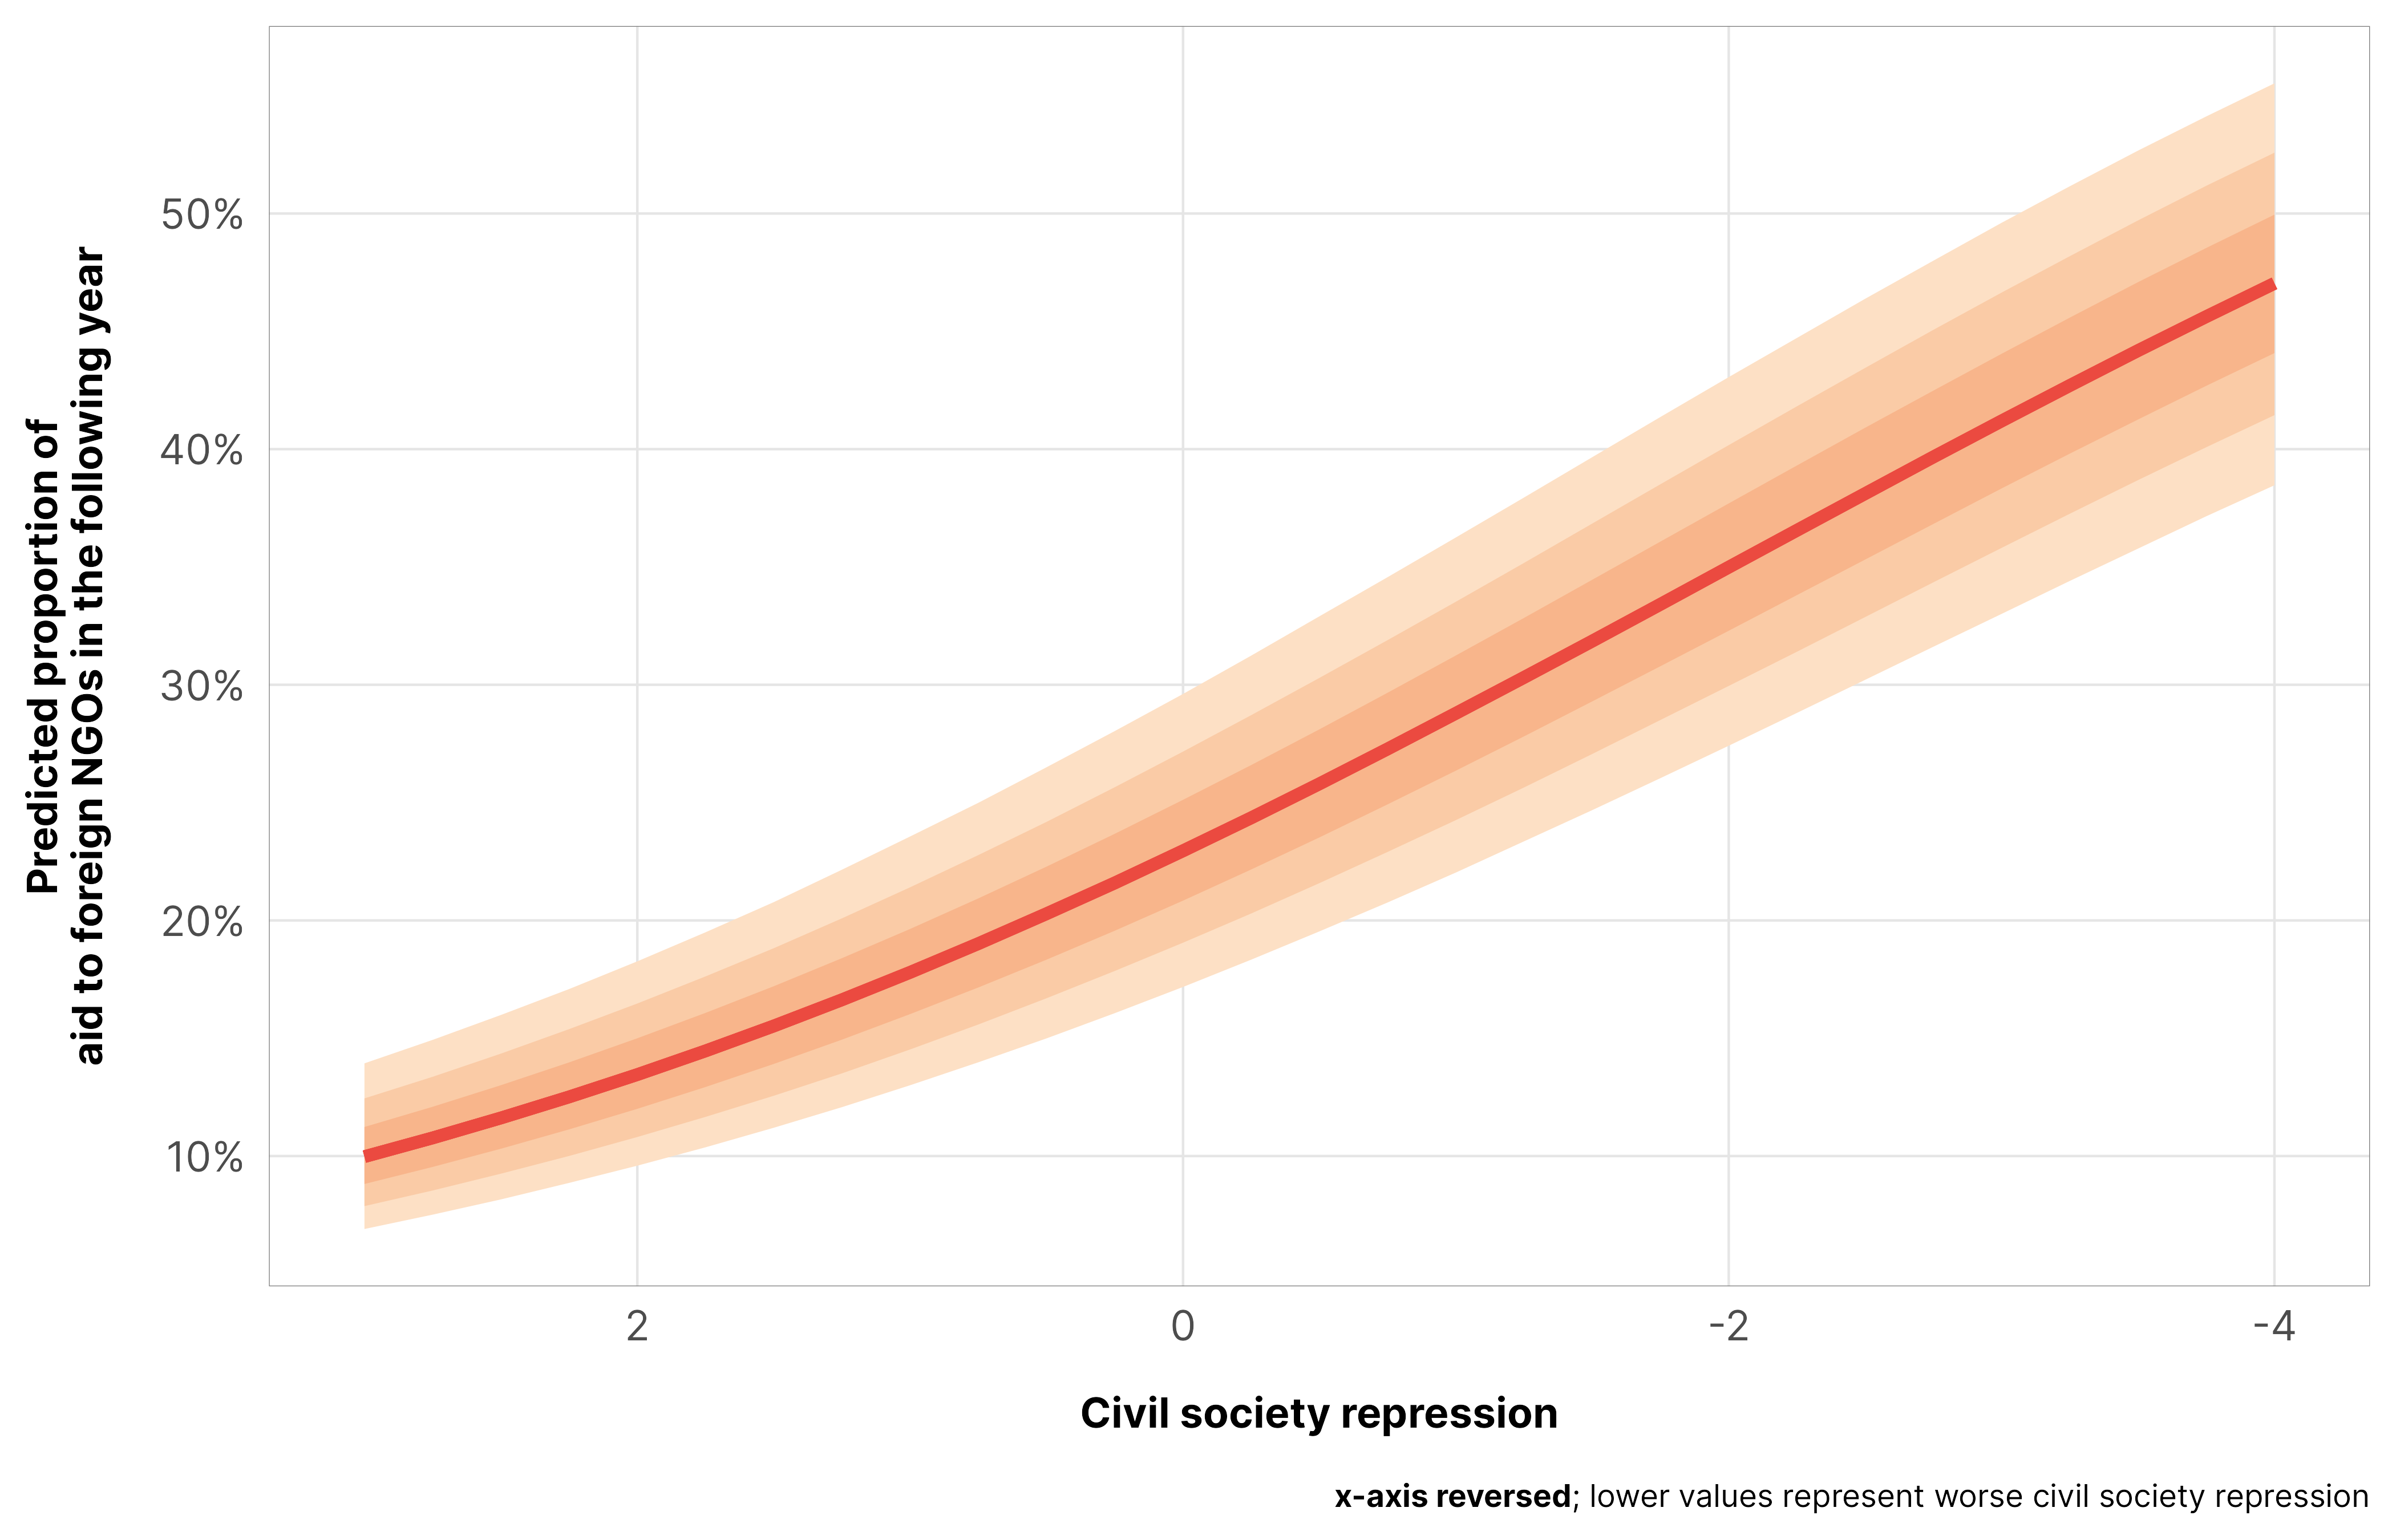 Predicted proportion of
aid to foreign NGOs in the following year
50%
40%
30%
20%
10%
2
0
-2
-4
Civil society repression
x-axis reversed; lower values represent worse civil society repression